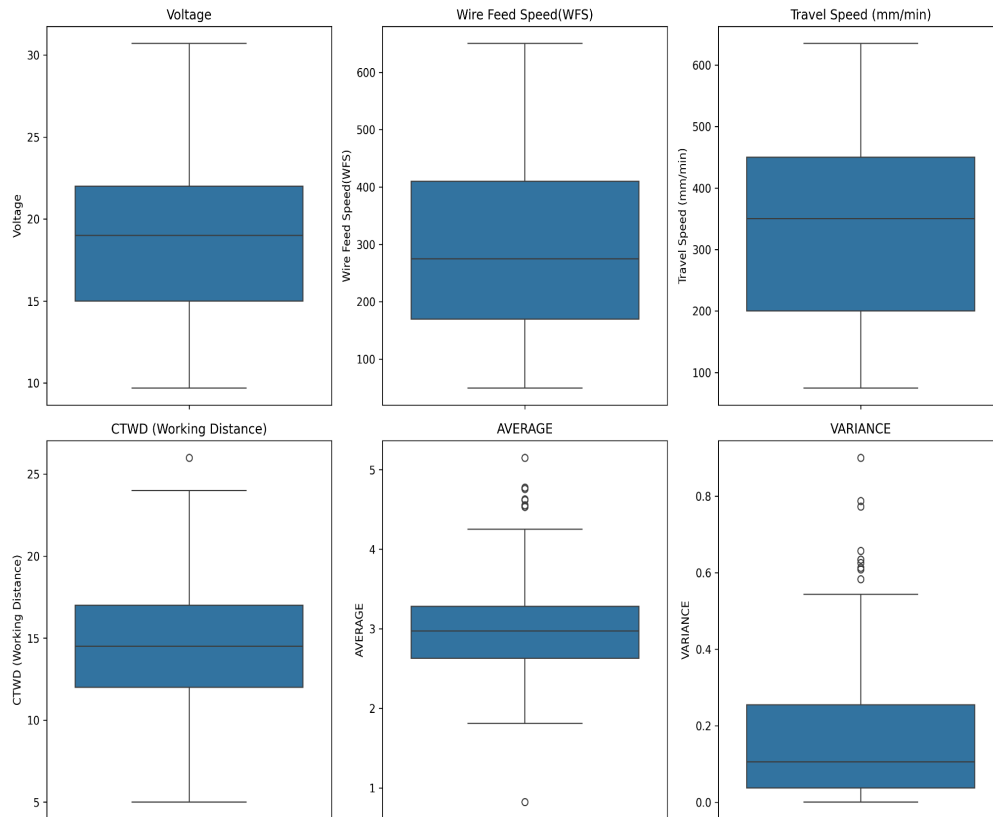 Voltage
Wire Feed Speed(WFS)
Travel Speed (mm/min)
30
25
20
15
10
Voltage
600
500
400
300
200
100
Wire Feed Speed(WFS)
600
500
400
300
200
100
Travel Speed (mm/min)
CTWD (Working Distance)
AVERAGE
VARIANCE
25
20
15
10
5
CTWD (Working Distance)
5
4
3
2
1
AVERAGE
0.8
0.6
0.4
0.2
0.0
VARIANCE